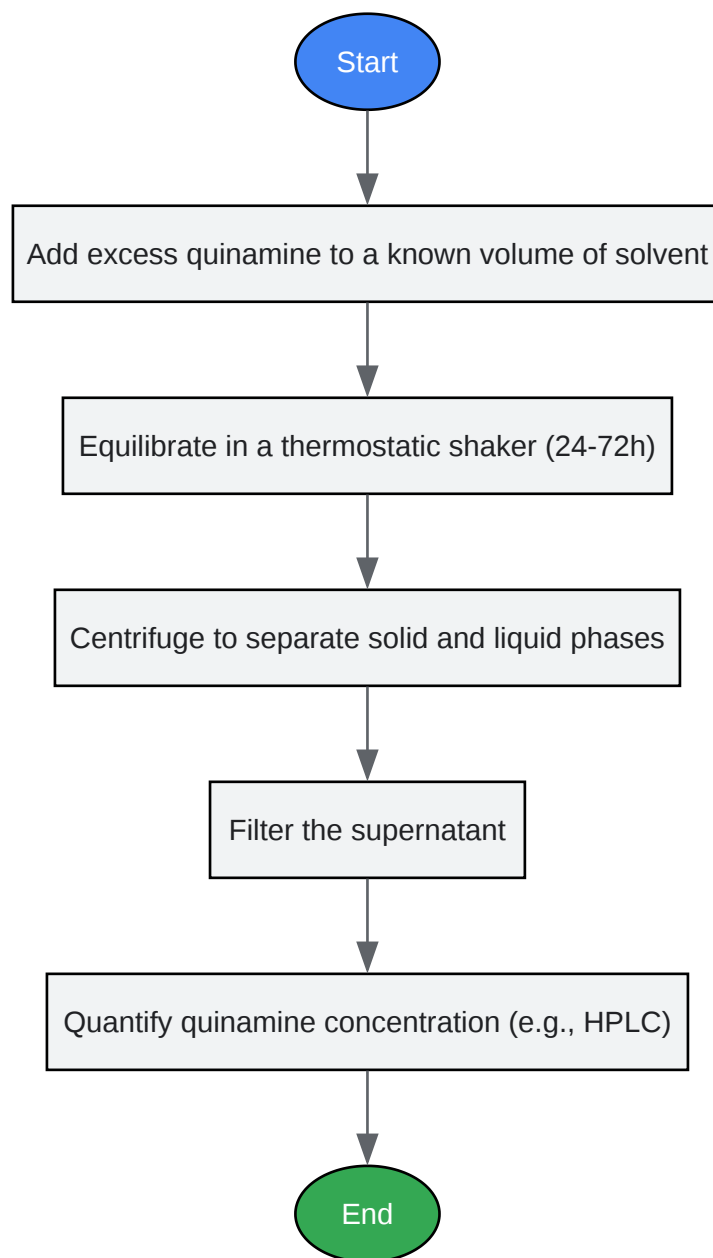 Start
Add excess quinamine to a known volume of solvent
Equilibrate in a thermostatic shaker (24-72h)
Centrifuge to separate solid and liquid phases
Filter the supernatant
Quantify quinamine concentration (e.g., HPLC)
End